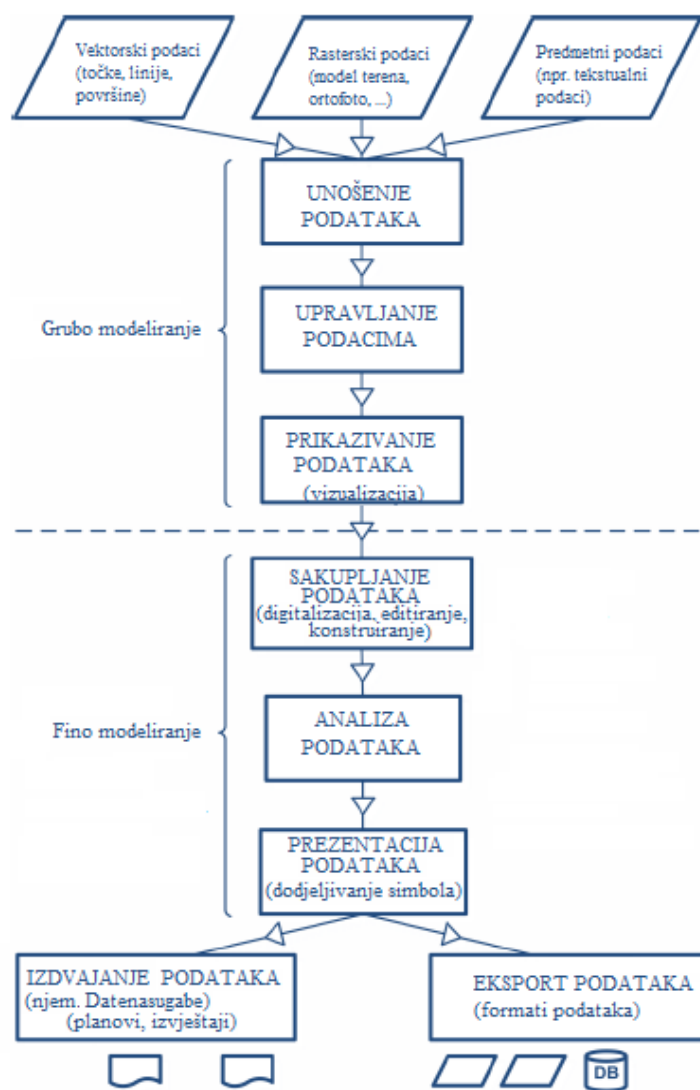 Vektorski podaci
(točke, linije,
površine)
Rasterski podaci
(model terena,
ortofoto, ...)
Predmetni podaci
(npr. tekstualni
podaci)
UNOŠENJE
PODATAKA
UPRAVLJANJE
PODACIMA
Grubo modeliranje
PRIKAZIVANJE
PODATAKA
(vizualizacija)
SAKUPLJANJE
PODATAKA
(digitalizacija, editiranje,
konstruiranje)
Fino modeliranje
ANALIZA
PODATAKA
PREZENTACIJA
PODATAKA
(dodjeljivanje simbola)
IZDVAJANJE PODATAKA
(njem. Datenasugabe)
(planovi, izvještaji)
EKSPORT PODATAKA
(formati podataka)
DB